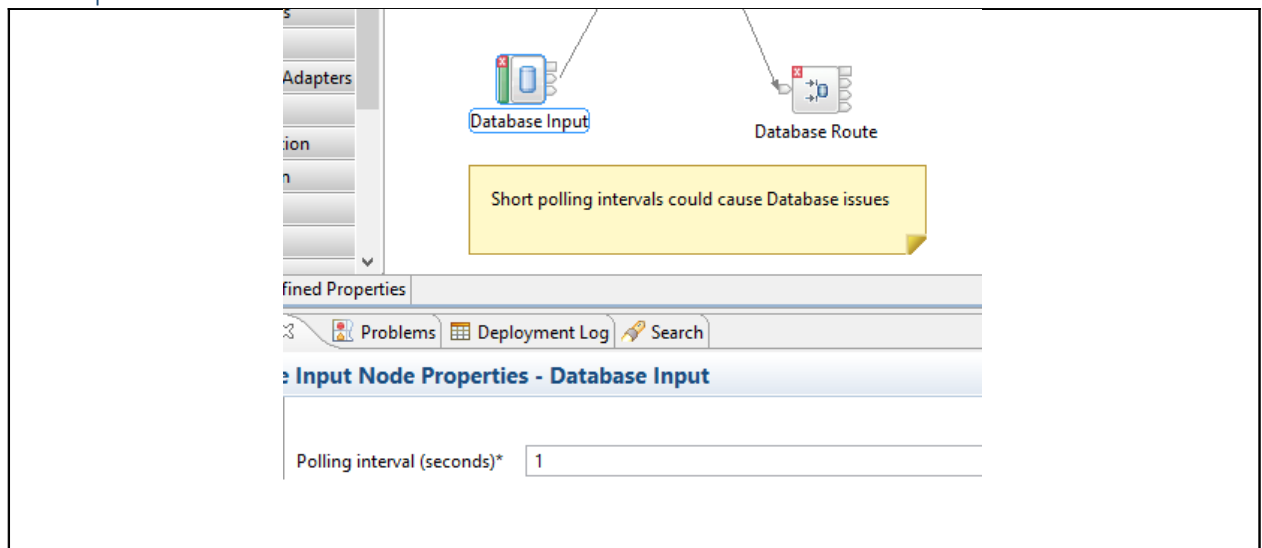 s
Adapters
ion
n
Database Input
Database Route
Short polling intervals could cause Database issues
fined Properties
Problems
Deployment Log
Search
e Input Node Properties - Database Input
Polling interval (seconds)*
1